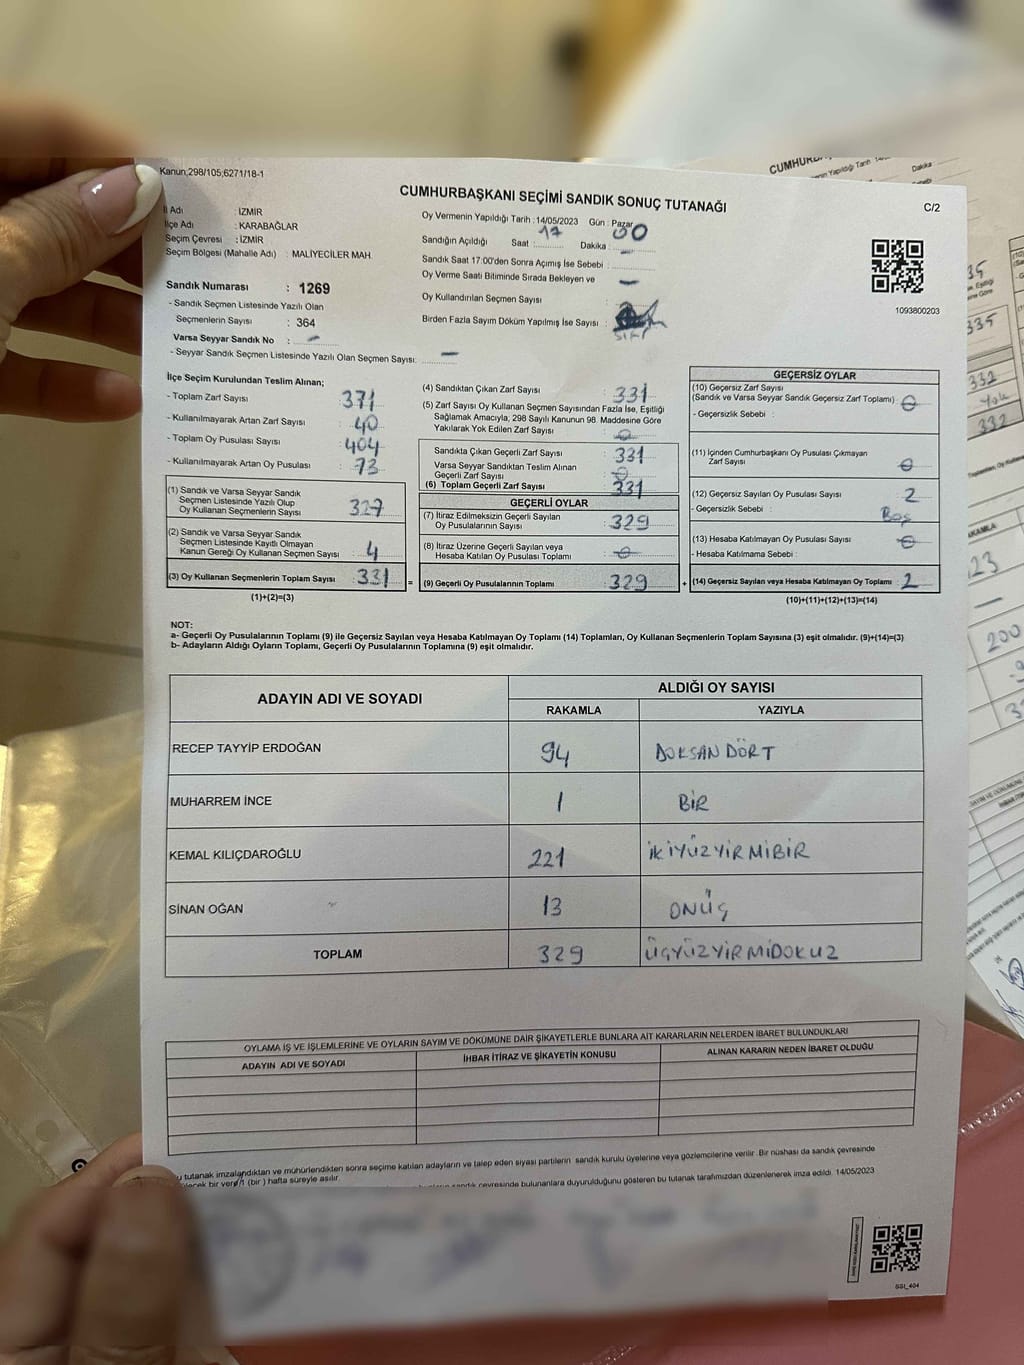 Kanun;298/105;6271/18-1
CUMHURBAŞKANI SEÇİMİ SANDIK SONUÇ TUTANAĞI
C/2
İl Adı : İZMİR
İlçe Adı : KARABAĞLAR
Seçim Çevresi : İZMİR
Seçim Bölgesi (Mahalle Adı) : MALİYECİLER MAH.
Oy Vermenin Yapıldığı Tarih : 14/05/2023 Gün : Pazar
Sandığın Açıldığı Saat : 17 Dakika : 00
Sandık Saat 17:00'den Sonra Açımış İse Sebebi :
Oy Verme Saati Bitiminde Sırada Bekleyen ve
Oy Kullandırılan Seçmen Sayısı : —
Birden Fazla Sayım Döküm Yapılmış İse Sayısı :
1093800203
Sandık Numarası : 1269
- Sandık Seçmen Listesinde Yazılı Olan
Seçmenlerin Sayısı : 364
Varsa Seyyar Sandık No : —
- Seyyar Sandık Seçmen Listesinde Yazılı Olan Seçmen Sayısı: —
İlçe Seçim Kurulundan Teslim Alınan;
- Toplam Zarf Sayısı : 371
- Kullanılmayarak Artan Zarf Sayısı : 40
- Toplam Oy Pusulası Sayısı : 404
- Kullanılmayarak Artan Oy Pusulası : 73
(1) Sandık ve Varsa Seyyar Sandık
Seçmen Listesinde Yazılı Olup
Oy Kullanan Seçmenlerin Sayısı : 327
(2) Sandık ve Varsa Seyyar Sandık
Seçmen Listesinde Kayıtlı Olmayan
Kanun Gereği Oy Kullanan Seçmen Sayısı : 4
(3) Oy Kullanan Seçmenlerin Toplam Sayısı : 331
(1)+(2)=(3)
(4) Sandıktan Çıkan Zarf Sayısı : 331
(5) Zarf Sayısı Oy Kullanan Seçmen Sayısından Fazla İse, Eşitliği
Sağlamak Amacıyla, 298 Sayılı Kanunun 98. Maddesine Göre
Yakılarak Yok Edilen Zarf Sayısı : 0
Sandıkta Çıkan Geçerli Zarf Sayısı : 331
Varsa Seyyar Sandıktan Teslim Alınan
Geçerli Zarf Sayısı : 0
(6) Toplam Geçerli Zarf Sayısı : 331
GEÇERLİ OYLAR
(7) İtiraz Edilmeksizin Geçerli Sayılan
Oy Pusulalarının Sayısı : 329
(8) İtiraz Üzerine Geçerli Sayılan veya
Hesaba Katılan Oy Pusulası Toplamı : 0
= (9) Geçerli Oy Pusulalarının Toplamı : 329
GEÇERSİZ OYLAR
(10) Geçersiz Zarf Sayısı
(Sandık ve Varsa Seyyar Sandık Geçersiz Zarf Toplamı) : 0
- Geçersizlik Sebebi :
(11) İçinden Cumhurbaşkanı Oy Pusulası Çıkmayan
Zarf Sayısı : 0
(12) Geçersiz Sayılan Oy Pusulası Sayısı : 2
- Geçersizlik Sebebi : Boş
(13) Hesaba Katılmayan Oy Pusulası Sayısı : 0
- Hesaba Katılmama Sebebi :
+ (14) Geçersiz Sayılan veya Hesaba Katılmayan Oy Toplamı : 2
(10)+(11)+(12)+(13)=(14)
NOT:
a- Geçerli Oy Pusulalarının Toplamı (9) ile Geçersiz Sayılan veya Hesaba Katılmayan Oy Toplamı (14) Toplamları, Oy Kullanan Seçmenlerin Toplam Sayısına (3) eşit olmalıdır. (9)+(14)=(3)
b- Adayların Aldığı Oyların Toplamı, Geçerli Oy Pusulalarının Toplamına (9) eşit olmalıdır.
ADAYIN ADI VE SOYADI ALDIĞI OY SAYISI
RAKAMLA YAZIYLA
RECEP TAYYİP ERDOĞAN 94 DOKSAN DÖRT
MUHARREM İNCE 1 BİR
KEMAL KILIÇDAROĞLU 221 İKİYÜZYİRMİBİR
SİNAN OĞAN 13 ONÜÇ
TOPLAM 329 ÜÇYÜZYİRMİDOKUZ
OYLAMA İŞ VE İŞLEMLERİNE VE OYLARIN SAYIM VE DÖKÜMÜNE DAİR ŞİKAYETLERLE BUNLARA AİT KARARLARIN NELERDEN İBARET BULUNDUKLARI
ADAYIN ADI VE SOYADI İHBAR İTİRAZ VE ŞİKAYETİN KONUSU ALINAN KARARIN NEDEN İBARET OLDUĞU
tutanak imzalandıktan ve mühürlendikten sonra seçime katılan adayların ve talep eden siyasi partilerin sandık kurulu üyelerine veya gözlemcilerine verilir. Bir nüshası da sandık çevresinde
bir yere 1 (bir) hafta süreyle asılır.
sandık çevresinde bulunanlara duyurulduğunu gösteren bu tutanak tarafımızdan düzenlenerek imza edildi. 14/05/2023
SSI_404
CUMHUR
Dakika :
335
332
Yok
332
200